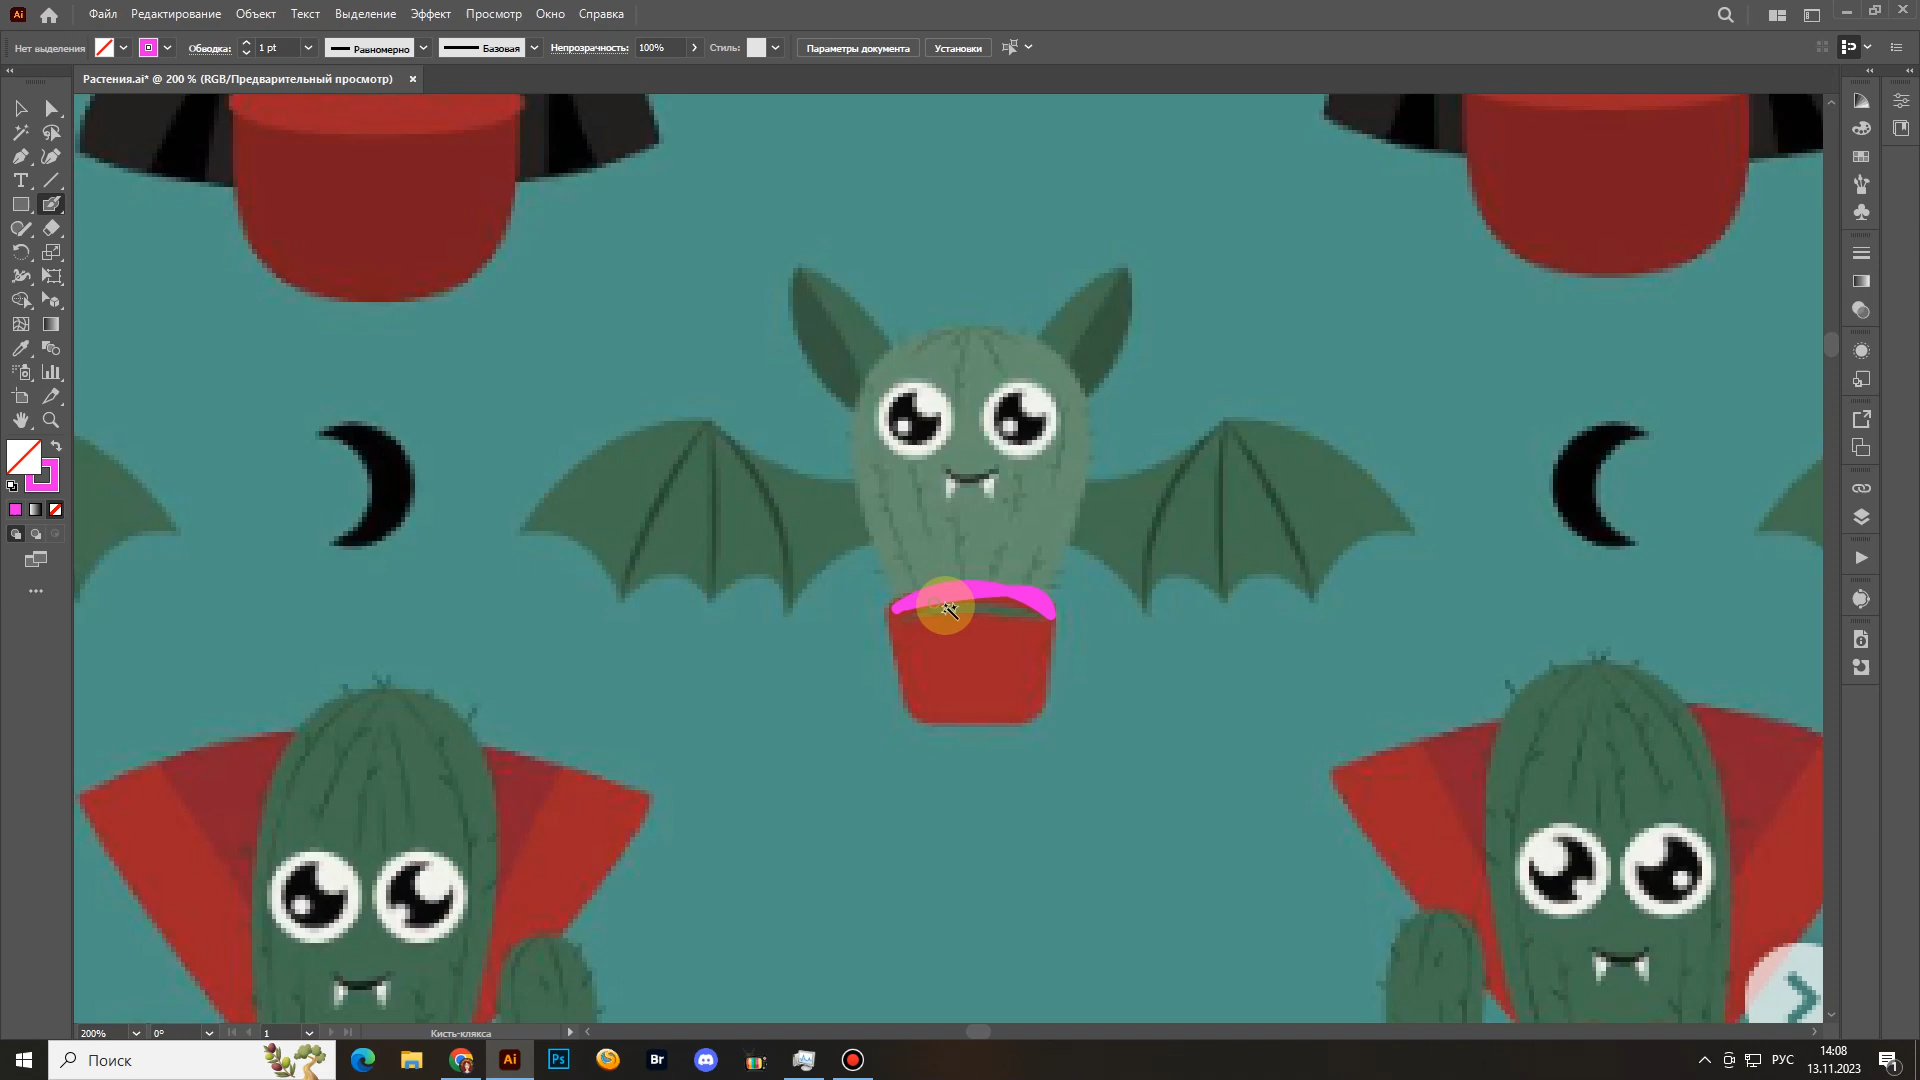 Ai
Файл Редактирование Объект Текст Выделение Эффект Просмотр Окно Справка
Нет выделения Обводка: 1 pt Равномерно Базовая Непрозрачность: 100% Стиль: Параметры документа Установки
Растения.ai* @ 200 % (RGB/Предварительный просмотр) ×
200% 0° 1 Кисть-клякса
Поиск Ai Ps Br РУС 14:08
13.11.2023 1